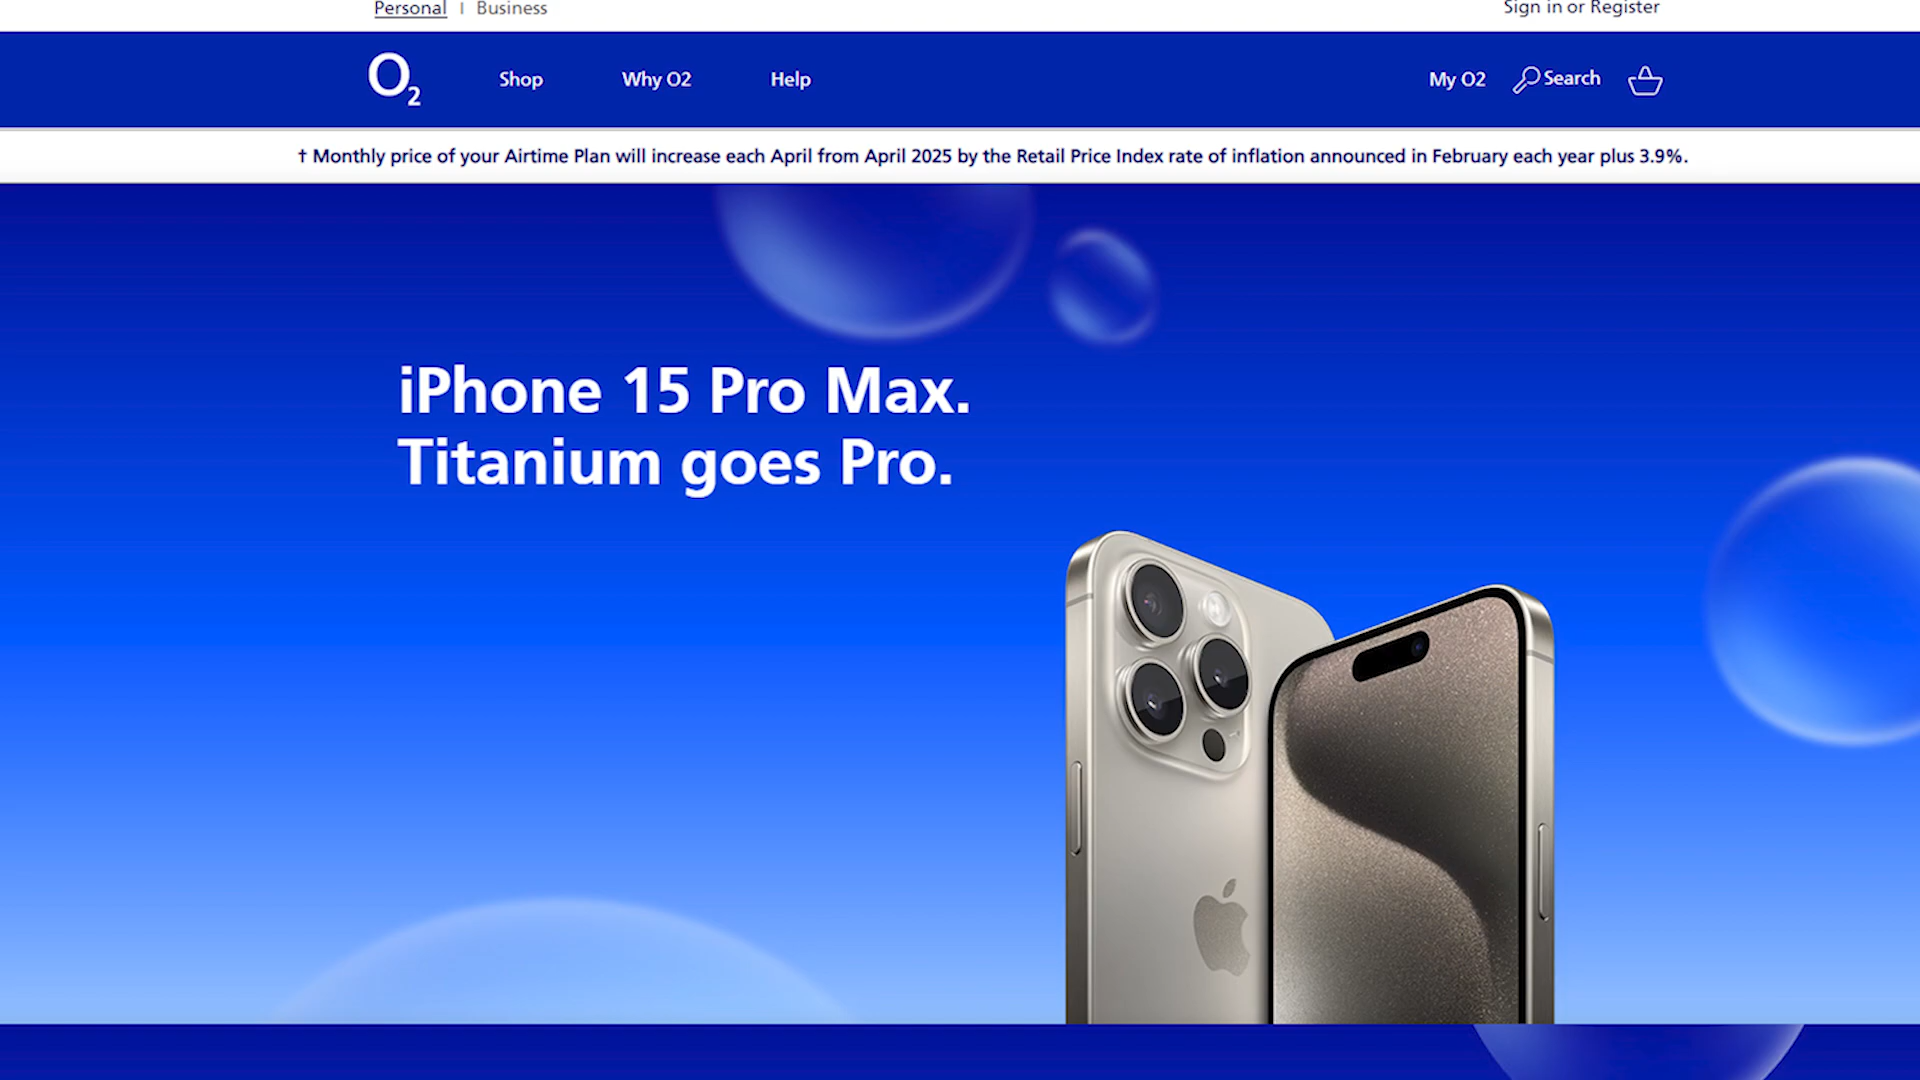 Personal | Business
Sign in or Register
O2
Shop
Why O2
Help
My O2
Search
† Monthly price of your Airtime Plan will increase each April from April 2025 by the Retail Price Index rate of inflation announced in February each year plus 3.9%.
iPhone 15 Pro Max.
Titanium goes Pro.